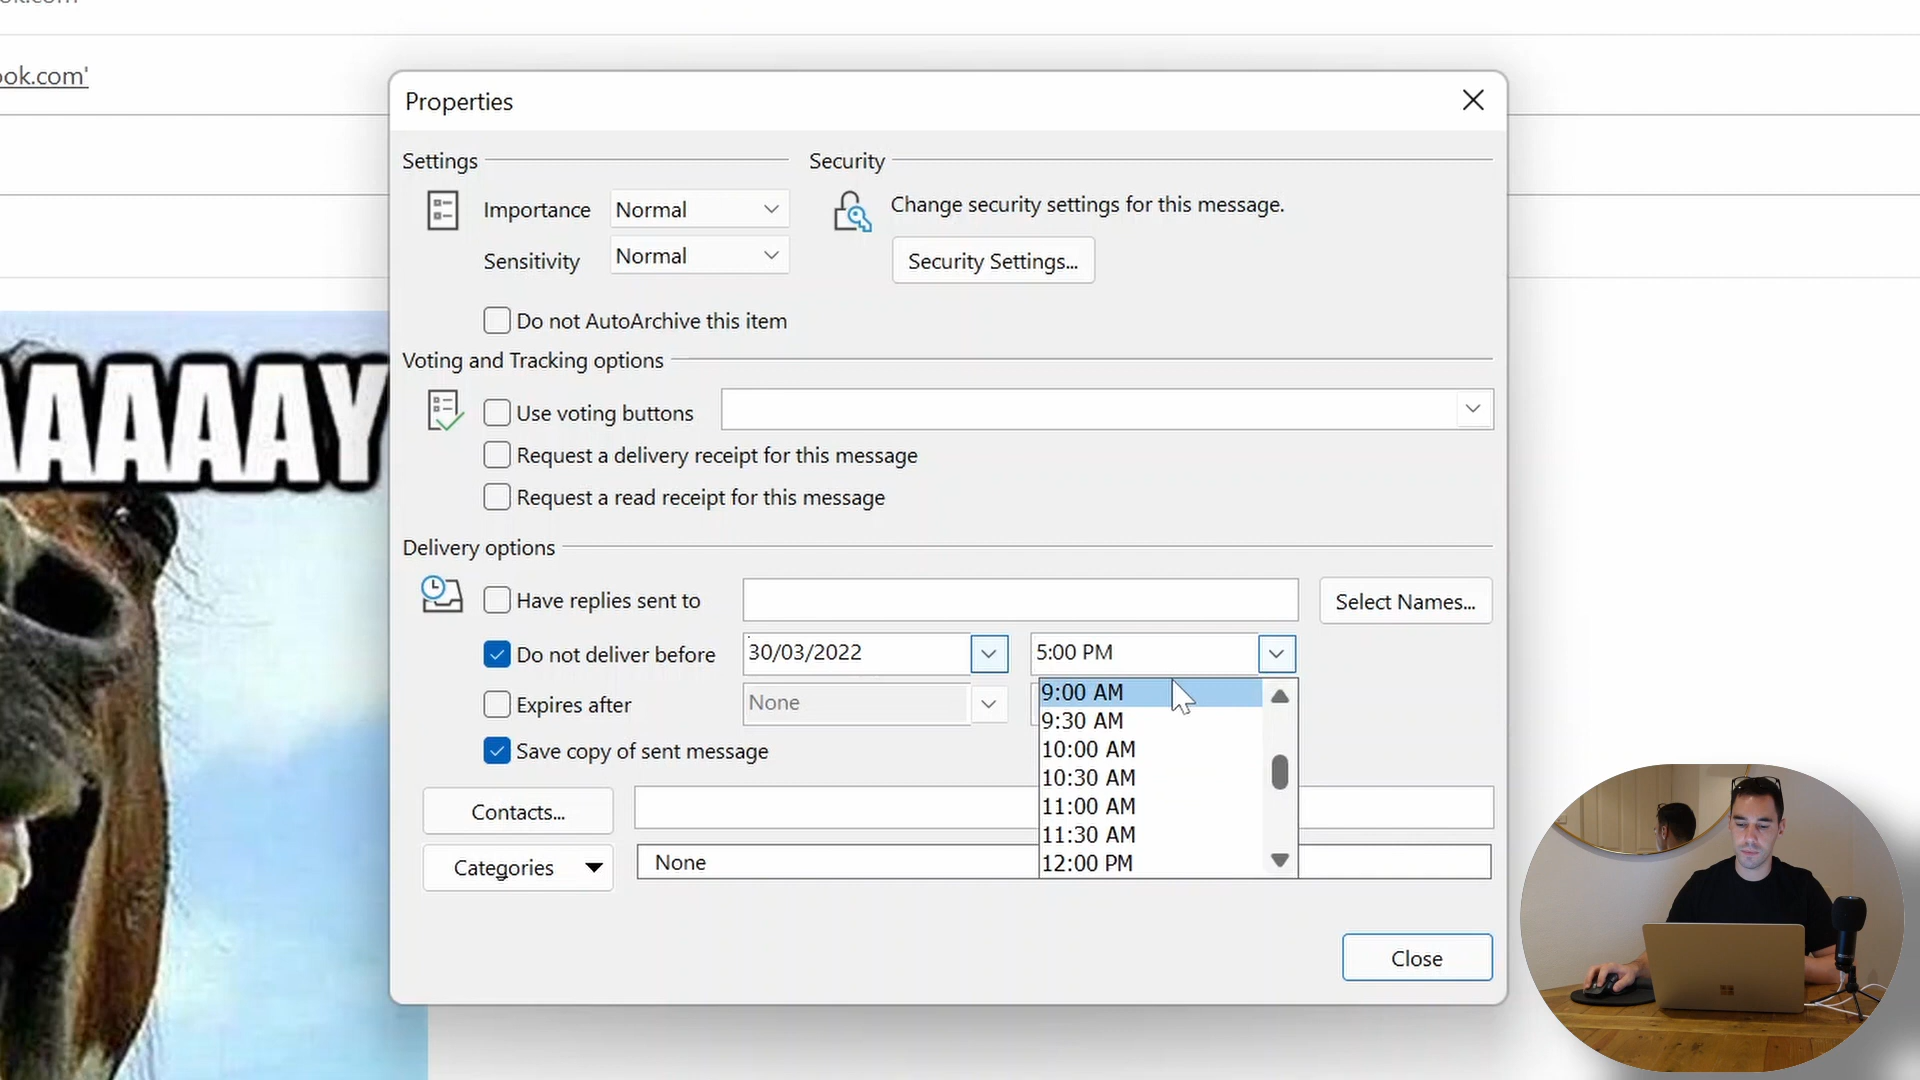 ook.com'
Properties
Settings
Security
Importance
Normal
Change security settings for this message.
Sensitivity
Normal
Security Settings...
Do not AutoArchive this item
Voting and Tracking options
AAAAAY
Use voting buttons
Request a delivery receipt for this message
Request a read receipt for this message
Delivery options
Have replies sent to
Select Names...
Do not deliver before
30/03/2022
5:00 PM
Expires after
None
9:00 AM
9:30 AM
10:00 AM
10:30 AM
11:00 AM
11:30 AM
12:00 PM
Save copy of sent message
Contacts...
Categories
None
Close